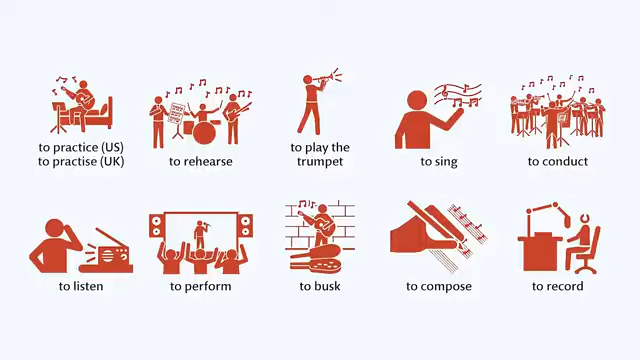 to practice (US)
to practise (UK)
to rehearse
to play the
trumpet
to sing
to conduct
to listen
to perform
to busk
to compose
to record